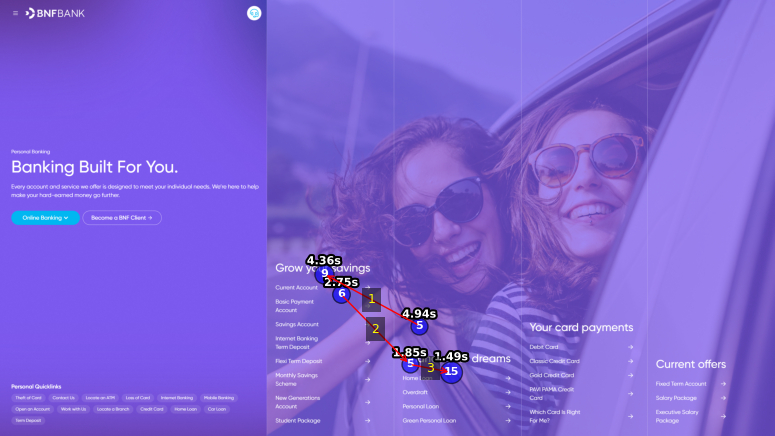 BNFBANK
Personal Banking
Banking Built For You.
Every account and service we offer is designed to meet your individual needs. We're here to help
make your hard-earned money go further.
Online Banking
Become a BNF Client →
Personal Quicklinks
Theft of Card
Contact Us
Locate an ATM
Loss of Card
Internet Banking
Mobile Banking
Open an Account
Work with Us
Locate a Branch
Credit Card
Home Loan
Car Loan
Term Deposit
Grow your savings
Current Account
Basic Payment
Account
Savings Account
Internet Banking
Term Deposit
Flexi Term Deposit
Monthly Savings
Scheme
New Generations
Account
Student Package
dreams
Home
Overdraft
Personal Loan
Green Personal Loan
Your card payments
Debit Card
Classic Credit Card
Gold Credit Card
PAVI PAMA Credit
Card
Which Card Is Right
For Me?
Current offers
Fixed Term Account
Salary Package
Executive Salary
Package
4.36s
9
2.75s
6
1
4.94s
5
2
1.85s
5
3
1.49s
15